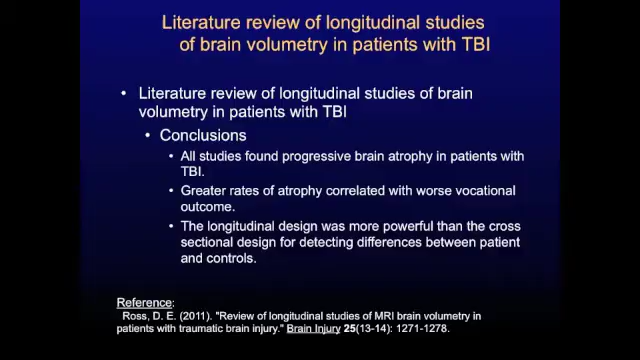 Literature review of longitudinal studies
of brain volumetry in patients with TBI
• Literature review of longitudinal studies of brain
volumetry in patients with TBI
• Conclusions
• All studies found progressive brain atrophy in patients with
TBI.
• Greater rates of atrophy correlated with worse vocational
outcome.
• The longitudinal design was more powerful than the cross
sectional design for detecting differences between patient
and controls.
Reference:
Ross, D. E. (2011). "Review of longitudinal studies of MRI brain volumetry in
patients with traumatic brain injury." Brain Injury 25(13-14): 1271-1278.